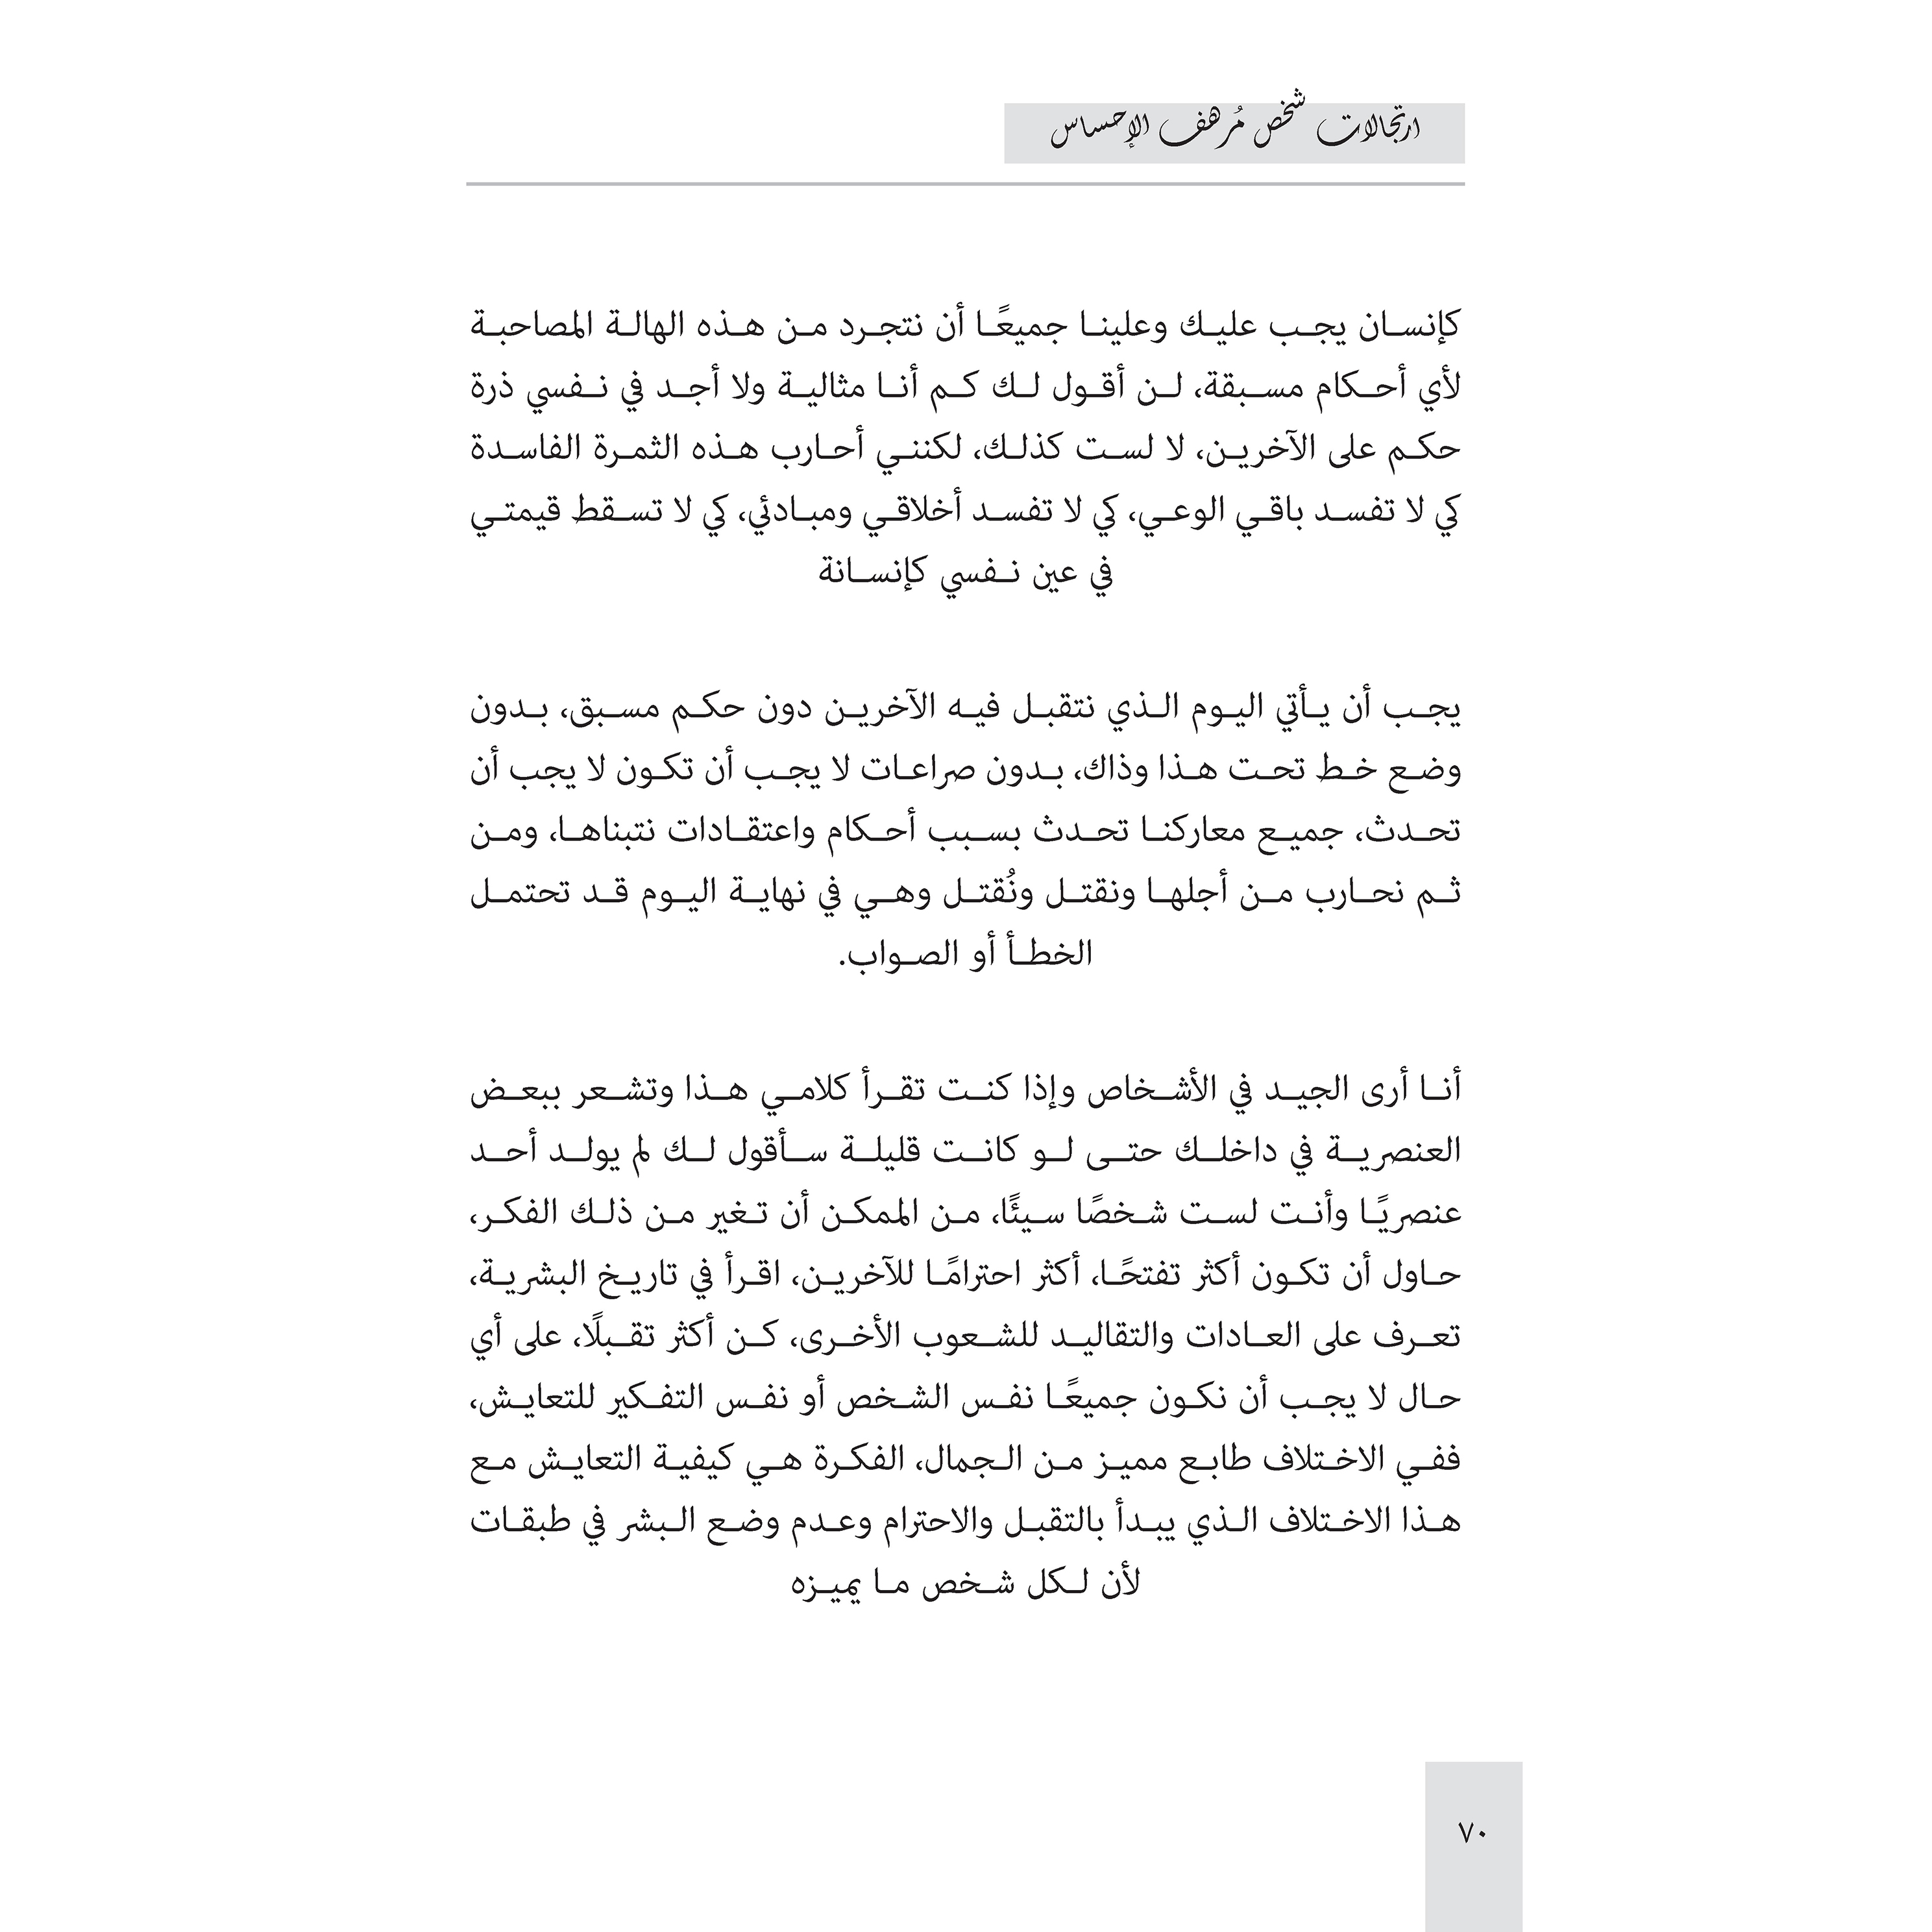 ارتجالات شخص مُرهف الإحساس
كإنسان يجب عليك وعلينا جميعًا أن نتجرد من هذه الهالة المصاحبة
لأي أحكام مسبقة، لن أقول لك كم أنا مثالية ولا أجد في نفسي ذرة
حكم على الآخرين، لا لست كذلك، لكنني أحارب هذه الثمرة الفاسدة
كي لا تفسد باقي الوعي، كي لا تفسد أخلاقي ومبادئي، كي لا تسقط قيمتي
في عين نفسي كإنسانة
يجب أن يأتي اليوم الذي نتقبل فيه الآخرين دون حكم مسبق، بدون
وضع خط تحت هذا وذاك، بدون صراعات لا يجب أن تكون لا يجب أن
تحدث، جميع معاركنا تحدث بسبب أحكام واعتقادات نتبناها، ومن
ثم نحارب من أجلها ونقتل ونُقتل وهي في نهاية اليوم قد تحتمل
الخطأ أو الصواب.
أنا أرى الجيد في الأشخاص وإذا كنت تقرأ كلامي هذا وتشعر ببعض
العنصرية في داخلك حتى لو كانت قليلة سأقول لك لم يولد أحد
عنصريًا وأنت لست شخصًا سيئًا، من الممكن أن تغير من ذلك الفكر،
حاول أن تكون أكثر تفتحًا، أكثر احترامًا للآخرين، اقرأ في تاريخ البشرية،
تعرف على العادات والتقاليد للشعوب الأخرى، كن أكثر تقبلًا، على أي
حال لا يجب أن نكون جميعًا نفس الشخص أو نفس التفكير للتعايش،
ففي الاختلاف طابع مميز من الجمال، الفكرة هي كيفية التعايش مع
هذا الاختلاف الذي يبدأ بالتقبل والاحترام وعدم وضع البشر في طبقات
لأن لكل شخص ما يميزه
٧٠